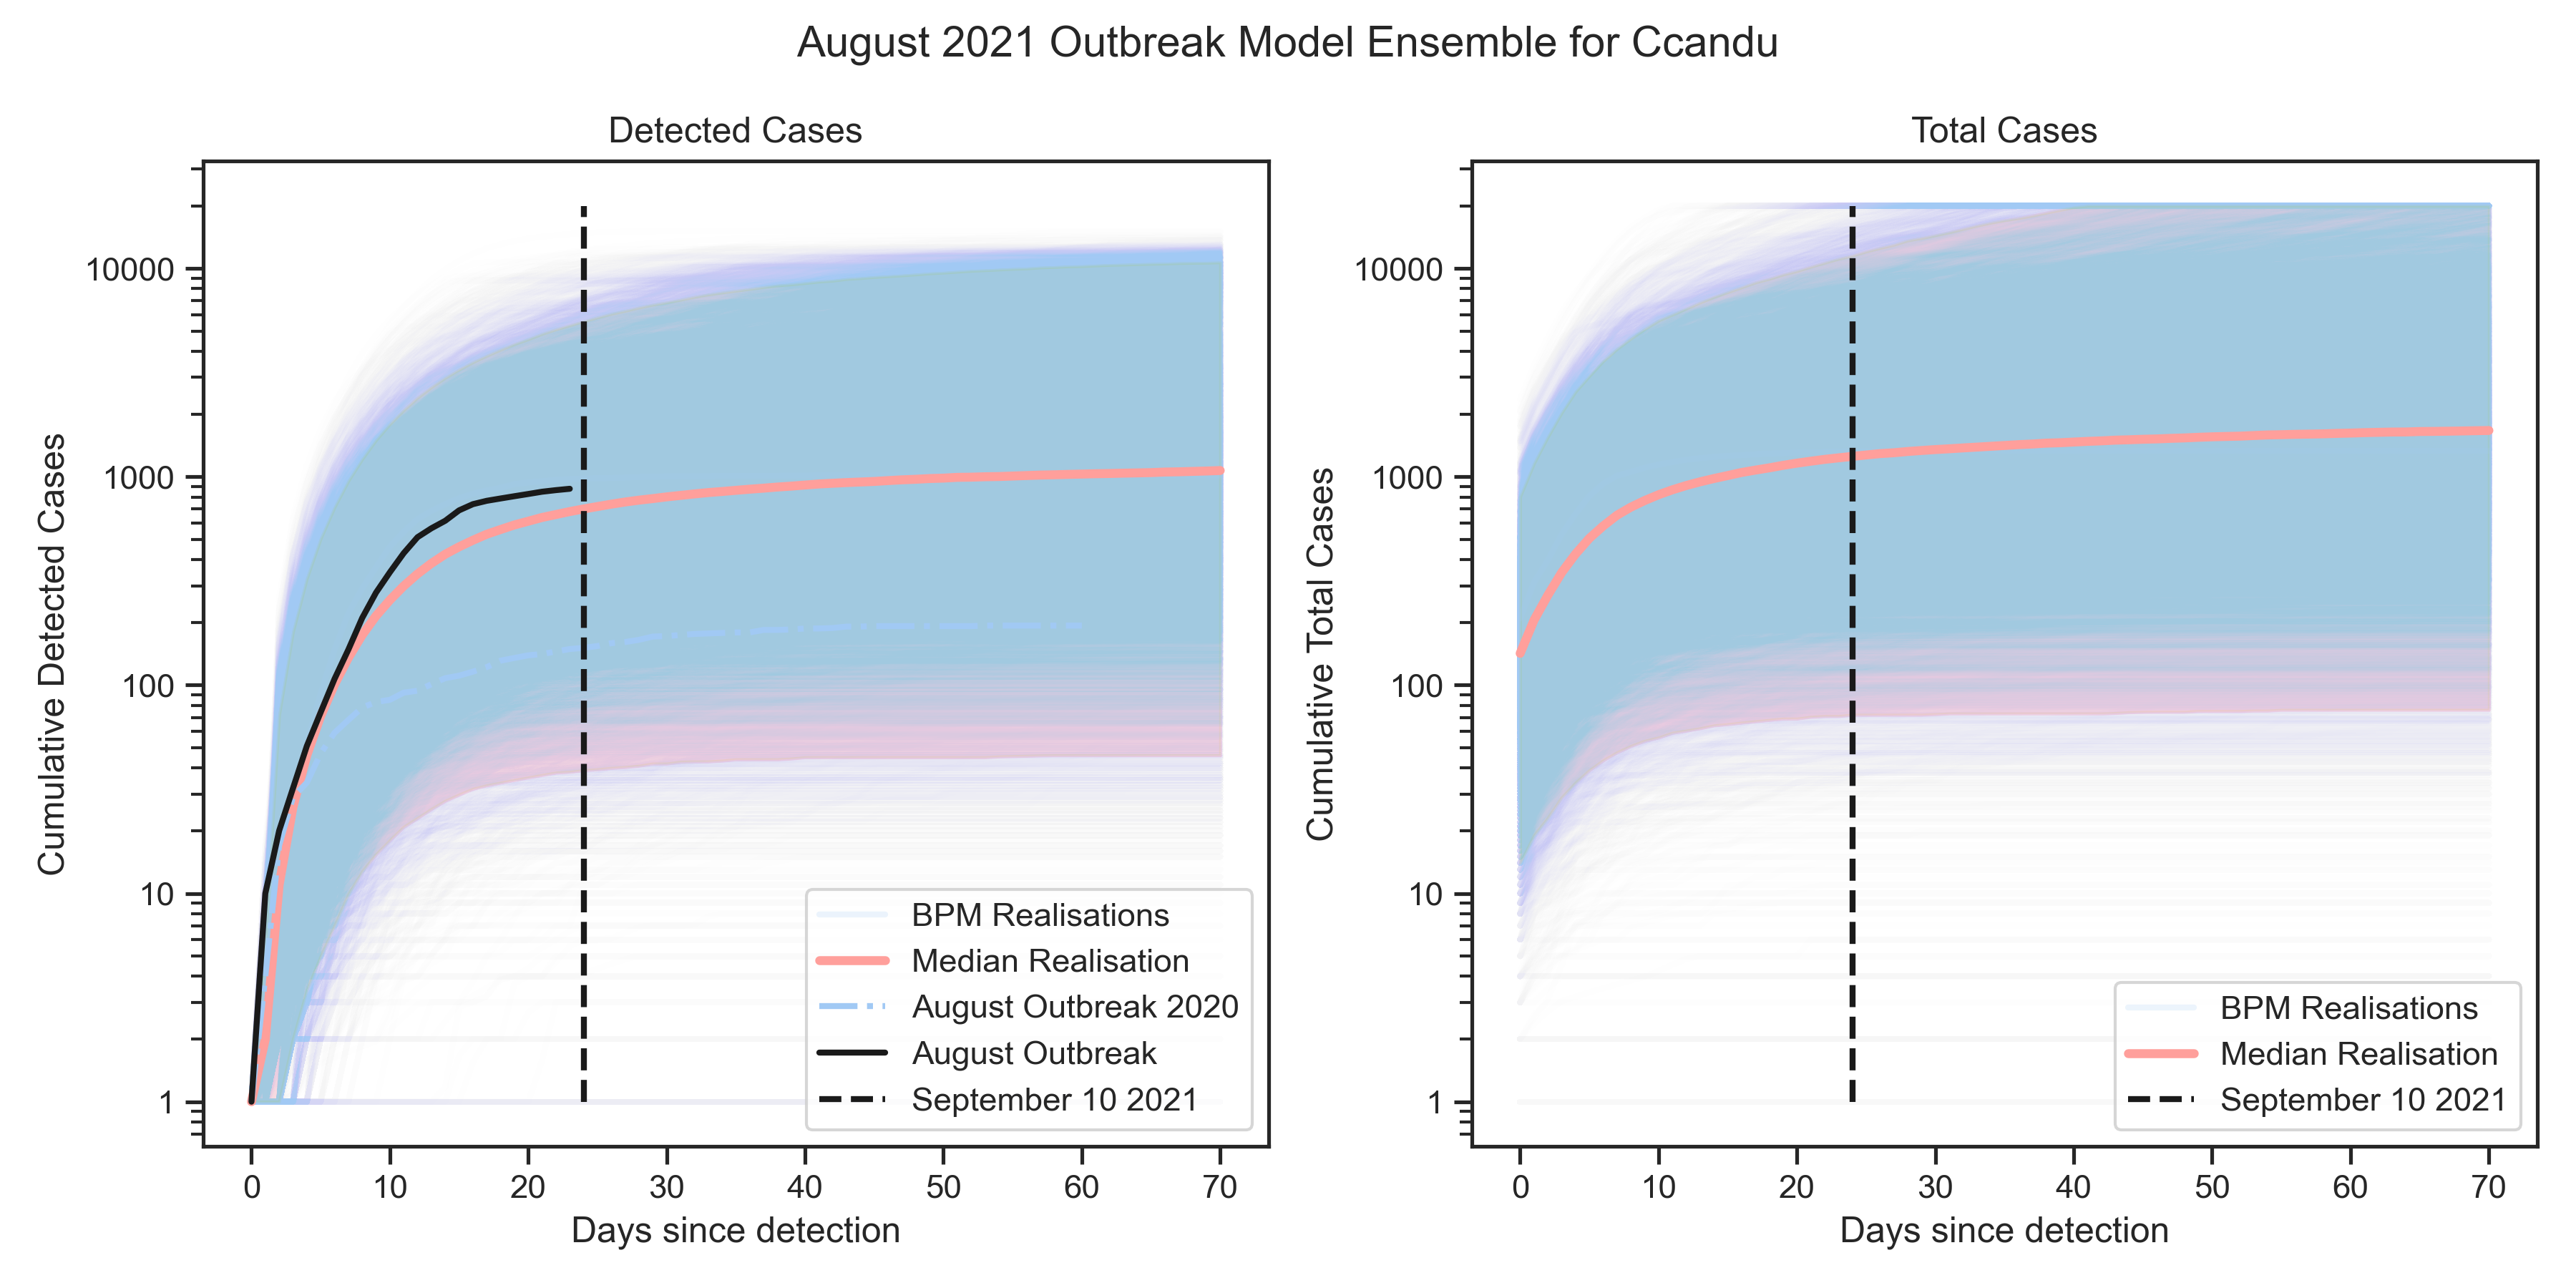 August 2021 Outbreak Model Ensemble for Ccandu
Detected Cases
Cumulative Detected Cases
10000
1000
100
10
1
0 10 20 30 40 50 60 70
Days since detection
BPM Realisations
Median Realisation
August Outbreak 2020
August Outbreak
September 10 2021
Total Cases
Cumulative Total Cases
10000
1000
100
10
1
0 10 20 30 40 50 60 70
Days since detection
BPM Realisations
Median Realisation
September 10 2021